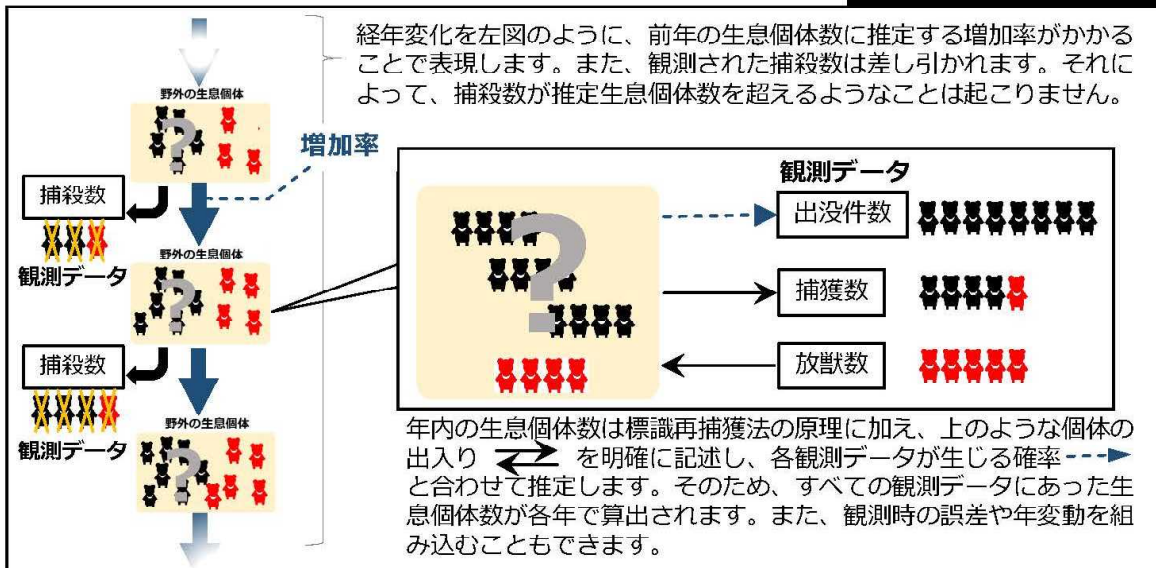 経年変化を左図のように、前年の生息個体数に推定する増加率がかかる
ことで表現します。また、観測された捕殺数は差し引かれます。それに
よって、捕殺数が推定生息個体数を超えるようなことは起こりません。
野外の生息個体
?
増加率
捕殺数
観測データ
野外の生息個体
?
捕殺数
観測データ
野外の生息個体
?
観測データ
?
出没件数
捕獲数
放獣数
年内の生息個体数は標識再捕獲法の原理に加え、上のような個体の
出入り を明確に記述し、各観測データが生じる確率
と合わせて推定します。そのため、すべての観測データにあった生
息個体数が各年で算出されます。また、観測時の誤差や年変動を組
み込むこともできます。